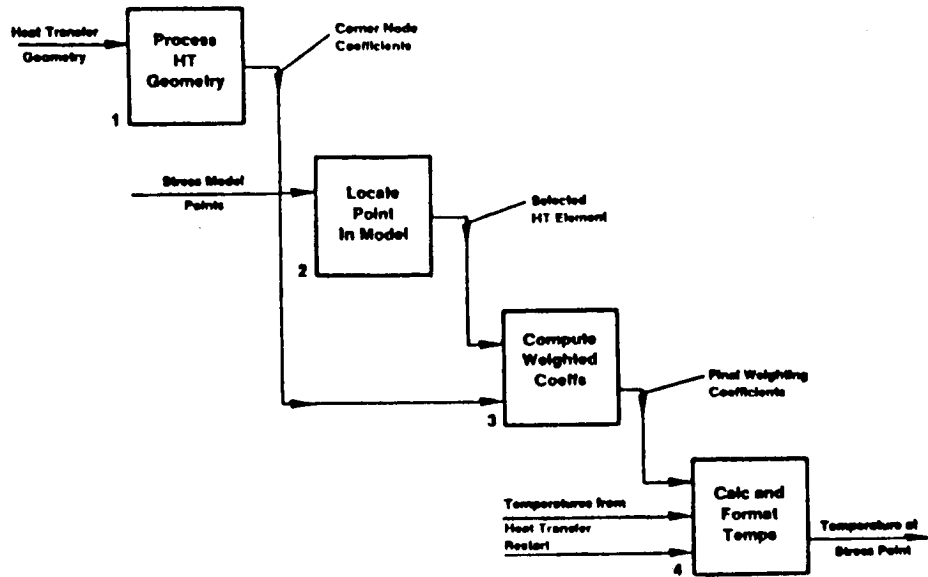 Heat Transfer
Geometry
Process
HT
Geometry
1
Corner Node
Coefficients
Stress Model
Points
Locate
Point
In Model
2
Selected
HT Element
Compute
Weighted
Coeffs
3
Final Weighting
Coefficients
Temperatures from
Heat Transfer
Restart
Calc and
Format
Temps
4
Temperature at
Stress Point